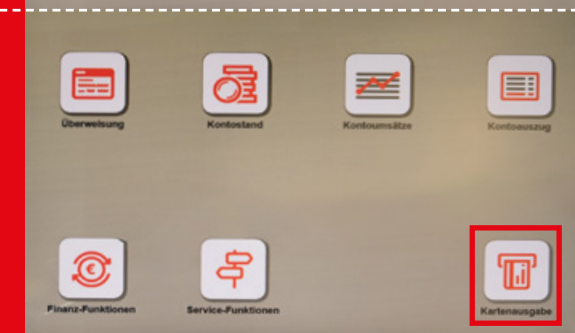 Überweisung
Kontostand
Kontoumsätze
Kontoauszug
Finanz-Funktionen
Service-Funktionen
Kartenausgabe